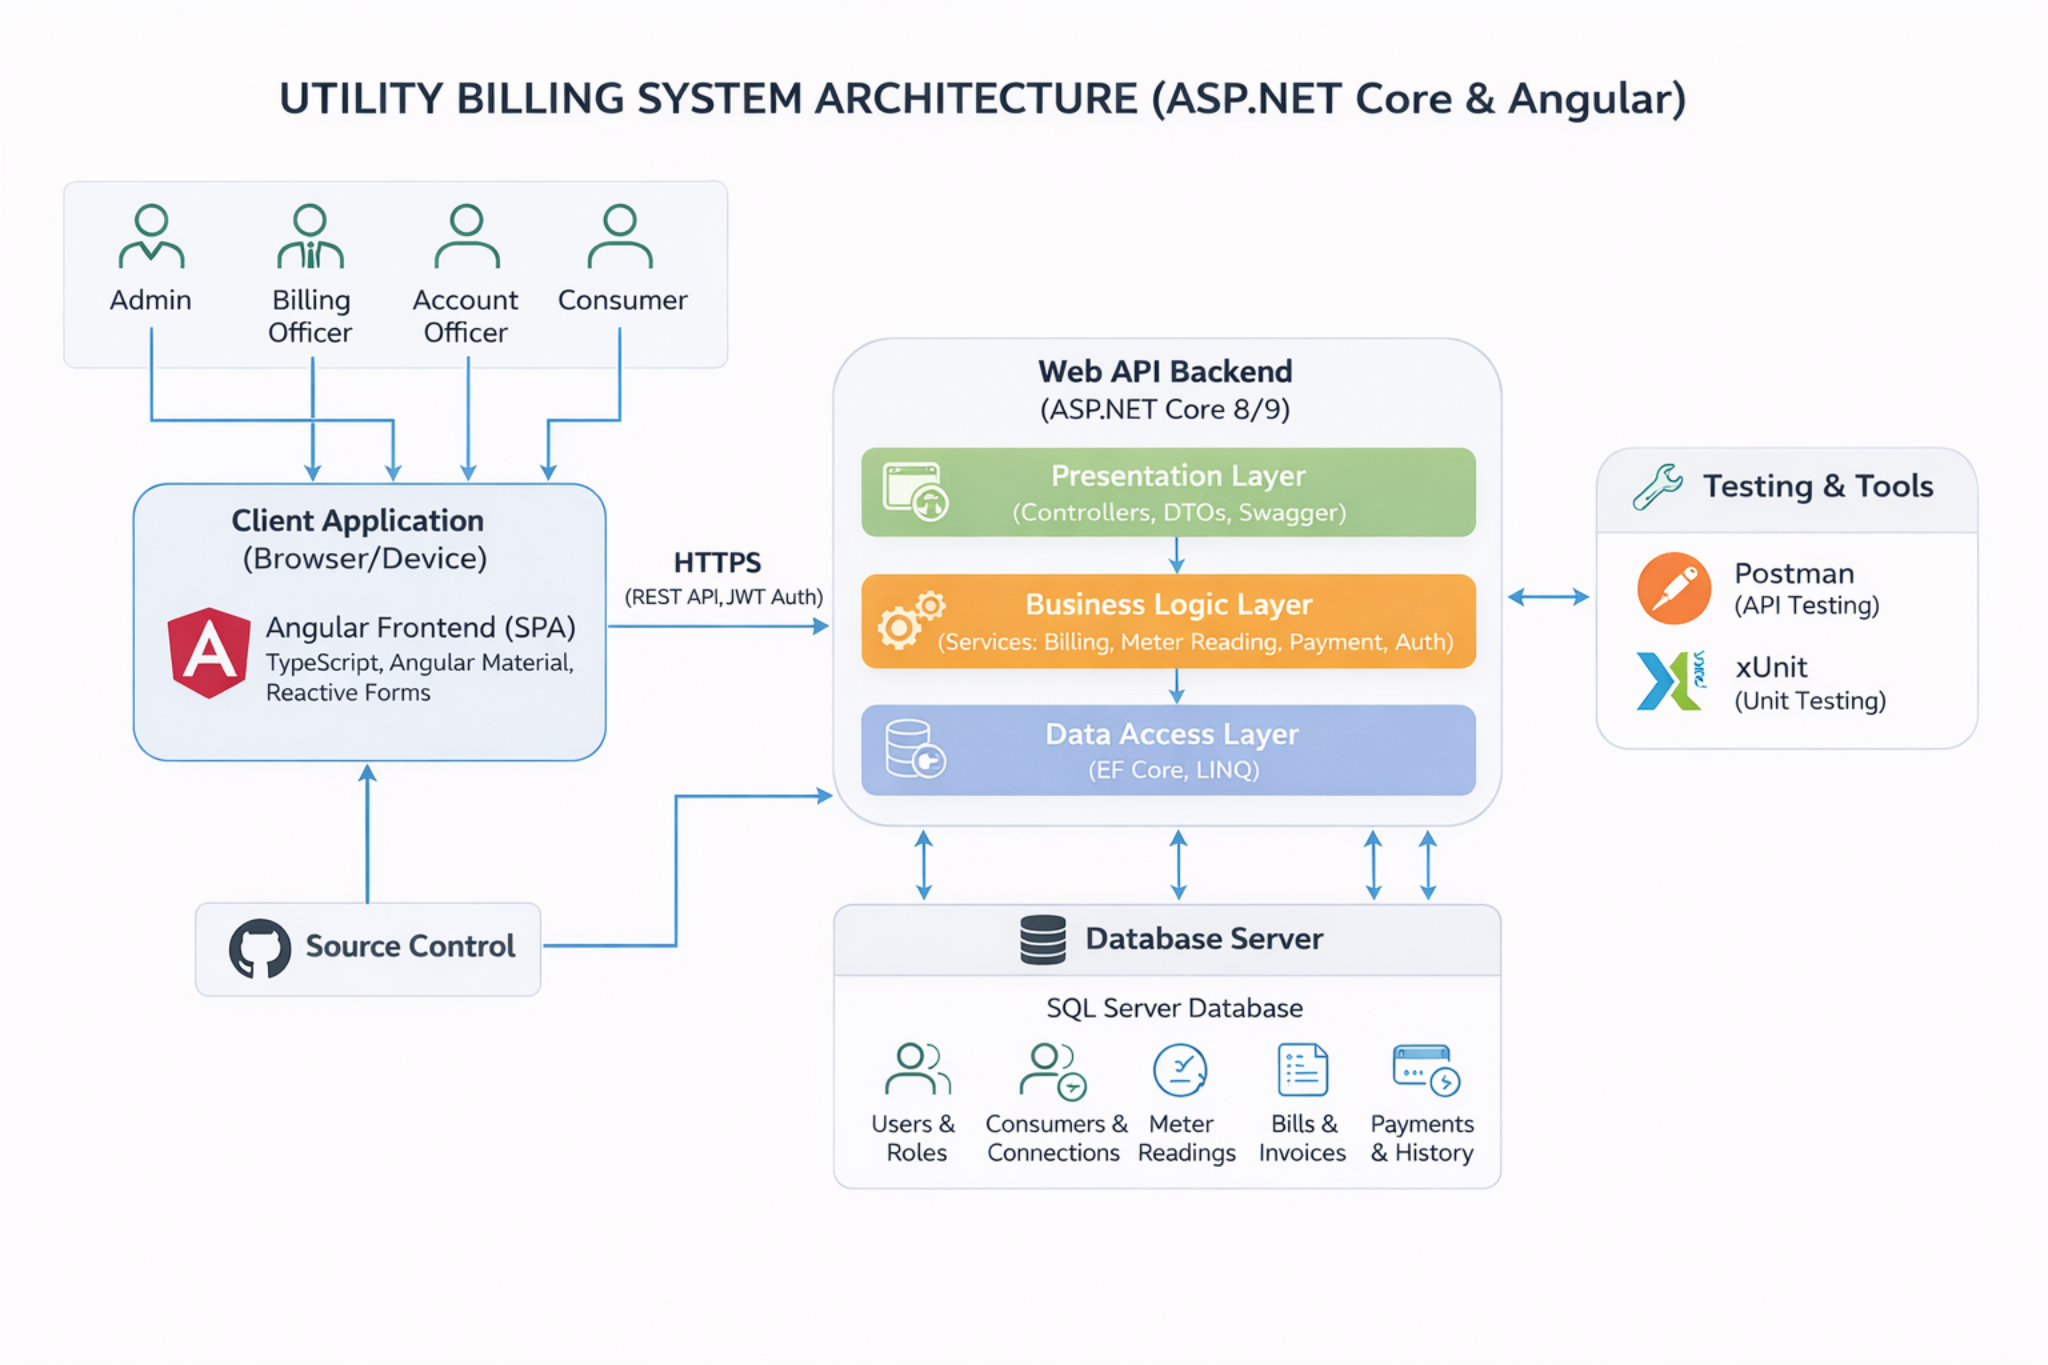 UTILITY BILLING SYSTEM ARCHITECTURE (ASP.NET Core & Angular)
Admin
Billing
Officer
Account
Officer
Consumer
Client Application
(Browser/Device)
Angular Frontend (SPA)
TypeScript, Angular Material,
Reactive Forms
HTTPS
(REST API, JWT Auth)
Web API Backend
(ASP.NET Core 8/9)
Presentation Layer
(Controllers, DTOs, Swagger)
Business Logic Layer
(Services: Billing, Meter Reading, Payment, Auth)
Data Access Layer
(EF Core, LINQ)
Testing & Tools
Postman
(API Testing)
xUnit
(Unit Testing)
Source Control
Database Server
SQL Server Database
Users &
Roles
Consumers &
Connections
Meter
Readings
Bills &
Invoices
Payments
& History